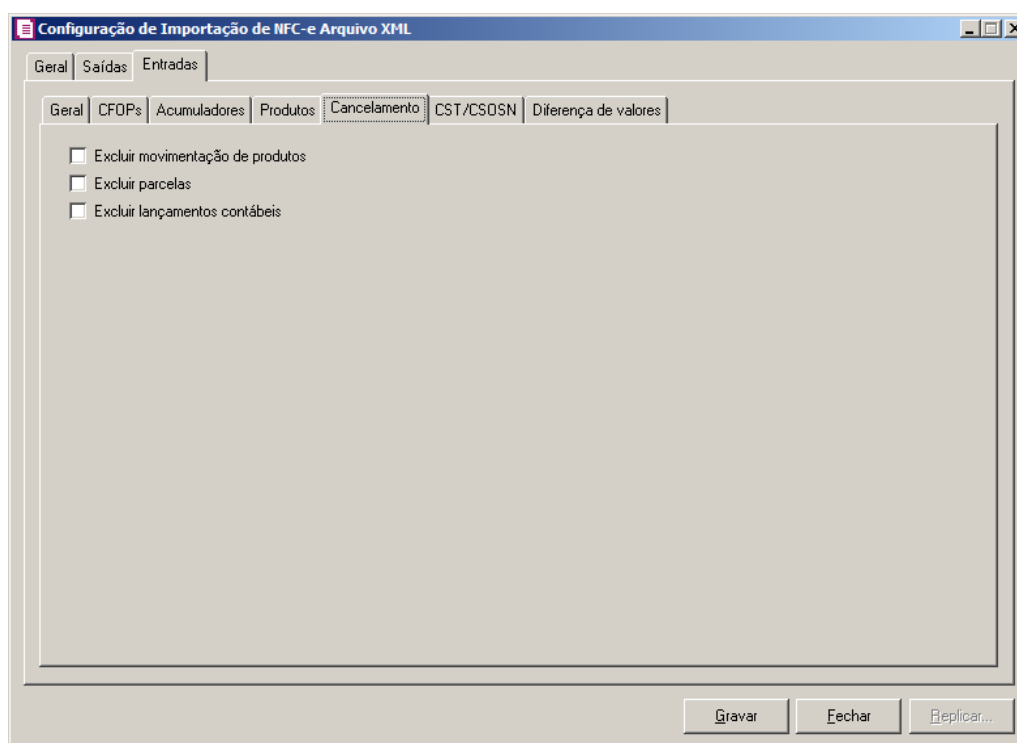 Configuração de Importação de NFC-e Arquivo XML
Geral Saídas Entradas
Geral CFOPs Acumuladores Produtos Cancelamento CST/CSOSN Diferença de valores
Excluir movimentação de produtos
Excluir parcelas
Excluir lançamentos contábeis
Gravar Fechar Replicar...